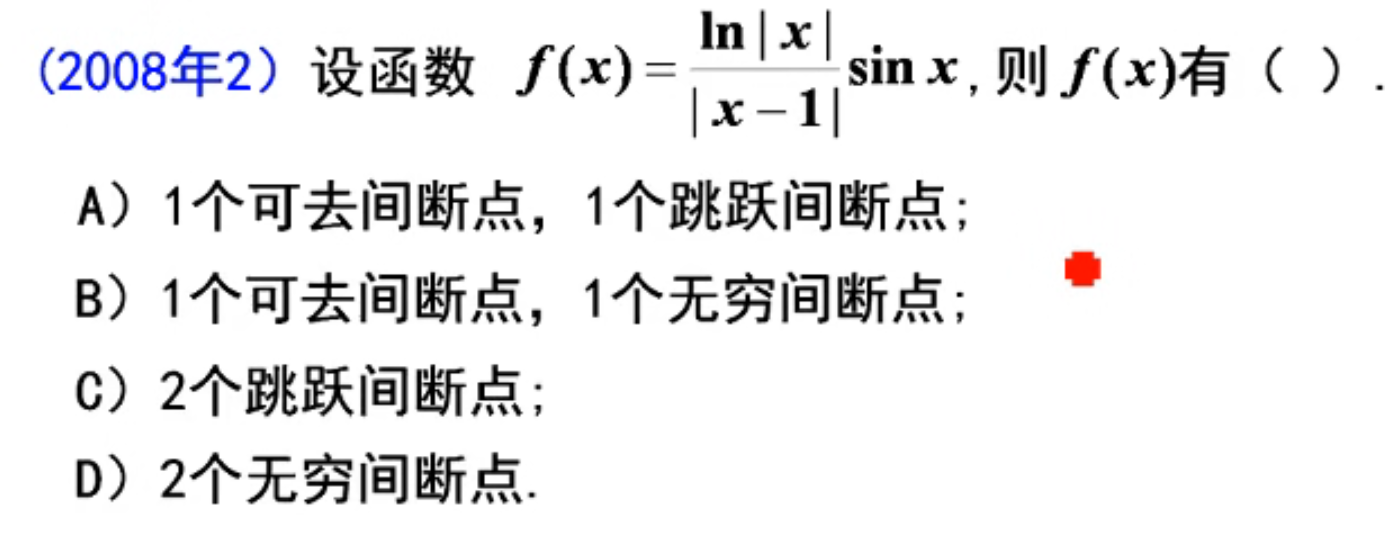 (2008年2) 设函数 f(x)=\frac{ln|x|}{|x-1|}sin x,则 f(x)有( ).
A) 1个可去间断点，1个跳跃间断点;
B) 1个可去间断点，1个无穷间断点;
C) 2个跳跃间断点;
D) 2个无穷间断点.